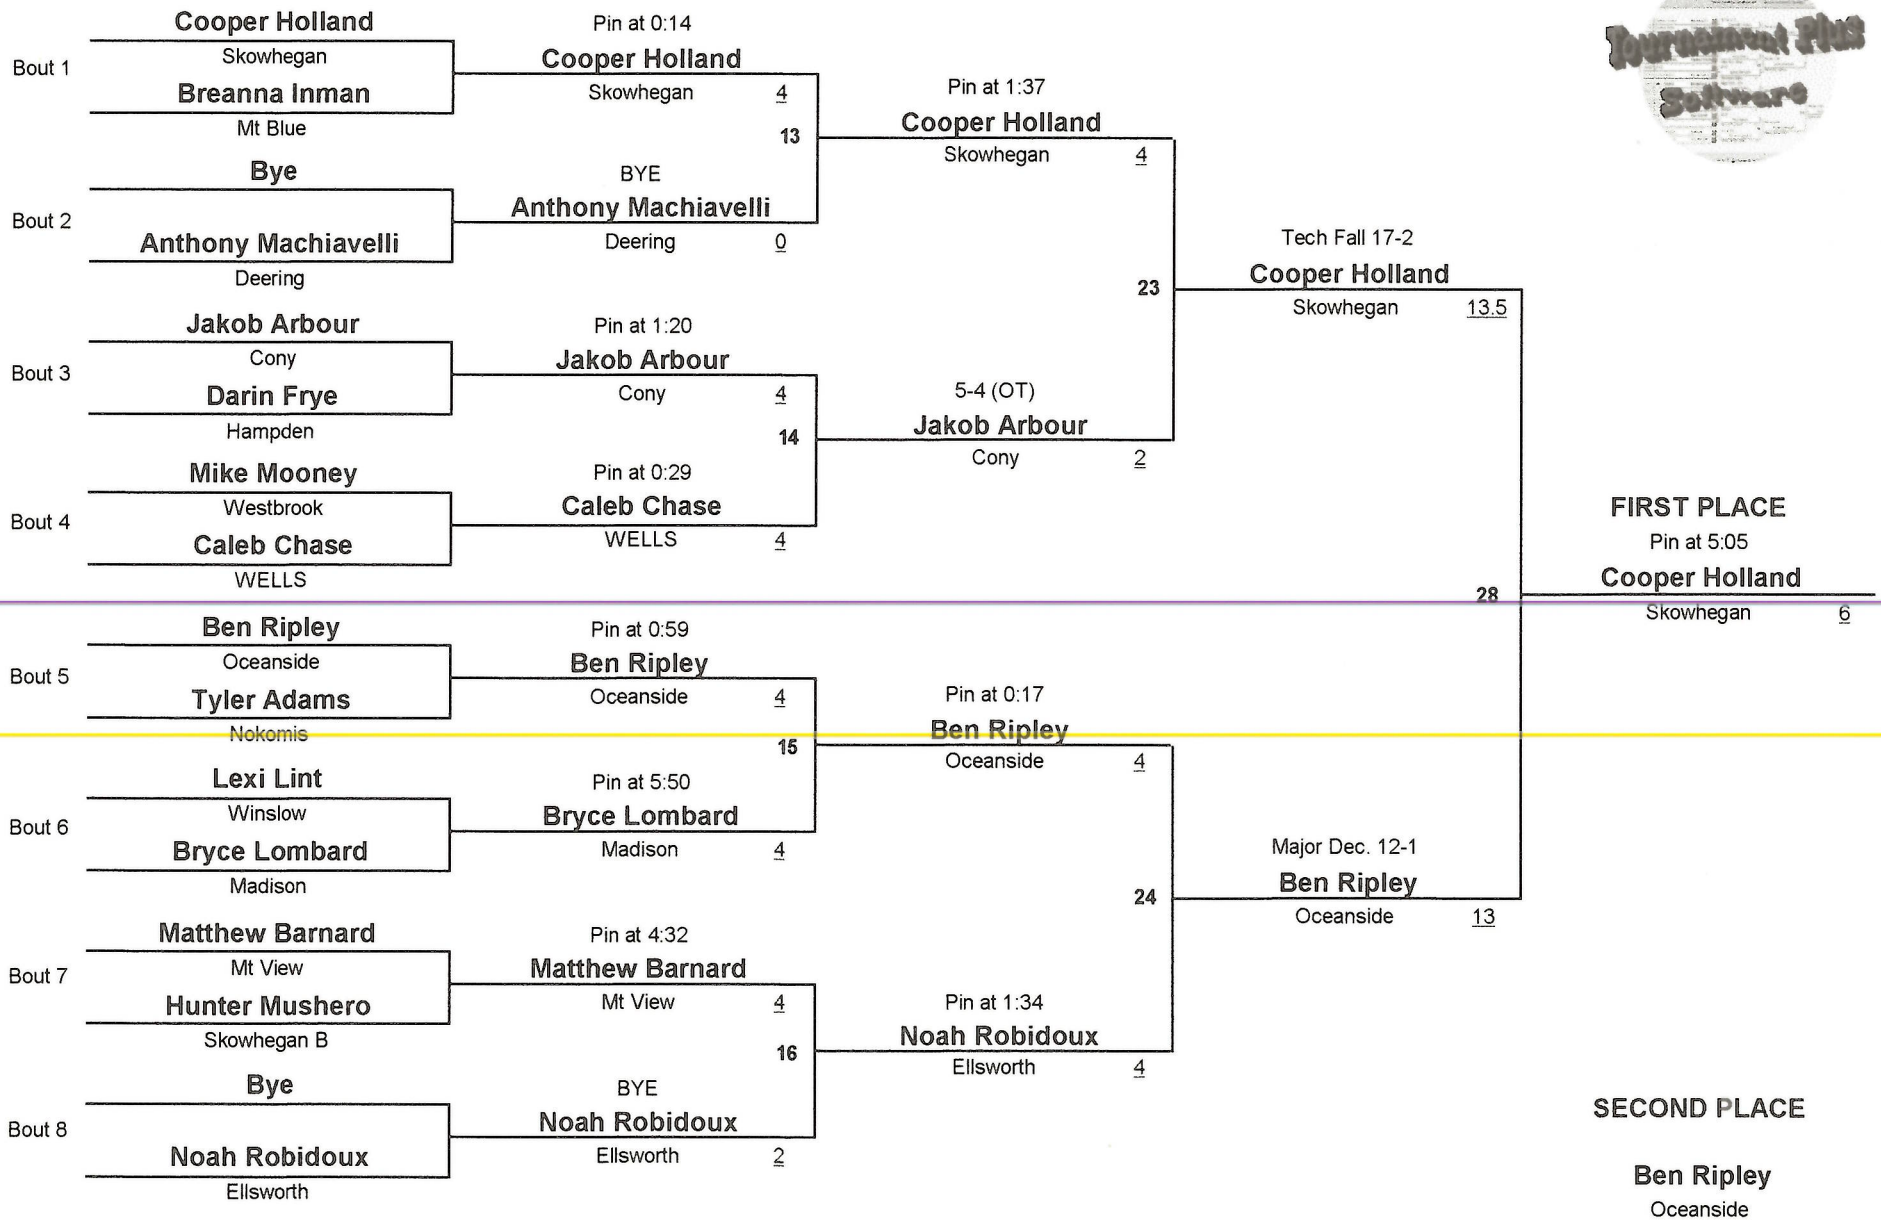 Tournament Plus
Software
Cooper Holland
Skowhegan
Bout 1
Breanna Inman
Mt Blue
Bye
Bout 2
Anthony Machiavelli
Deering
Jakob Arbour
Cony
Bout 3
Darin Frye
Hampden
Mike Mooney
Westbrook
Bout 4
Caleb Chase
WELLS
Ben Ripley
Oceanside
Bout 5
Tyler Adams
Nokomis
Lexi Lint
Winslow
Bout 6
Bryce Lombard
Madison
Matthew Barnard
Mt View
Bout 7
Hunter Mushero
Skowhegan B
Bye
Bout 8
Noah Robidoux
Ellsworth
Pin at 0:14
Cooper Holland
Skowhegan 4
13
BYE
Anthony Machiavelli
Deering 0
Pin at 1:20
Jakob Arbour
Cony 4
14
Pin at 0:29
Caleb Chase
WELLS 4
Pin at 0:59
Ben Ripley
Oceanside 4
15
Pin at 5:50
Bryce Lombard
Madison 4
Pin at 4:32
Matthew Barnard
Mt View 4
16
BYE
Noah Robidoux
Ellsworth 2
Pin at 1:37
Cooper Holland
Skowhegan 4
23
5-4 (OT)
Jakob Arbour
Cony 2
Pin at 0:17
Ben Ripley
Oceanside 4
24
Pin at 1:34
Noah Robidoux
Ellsworth 4
Tech Fall 17-2
Cooper Holland
Skowhegan 13.5
28
Major Dec. 12-1
Ben Ripley
Oceanside 13
FIRST PLACE
Pin at 5:05
Cooper Holland
Skowhegan 6
SECOND PLACE
Ben Ripley
Oceanside